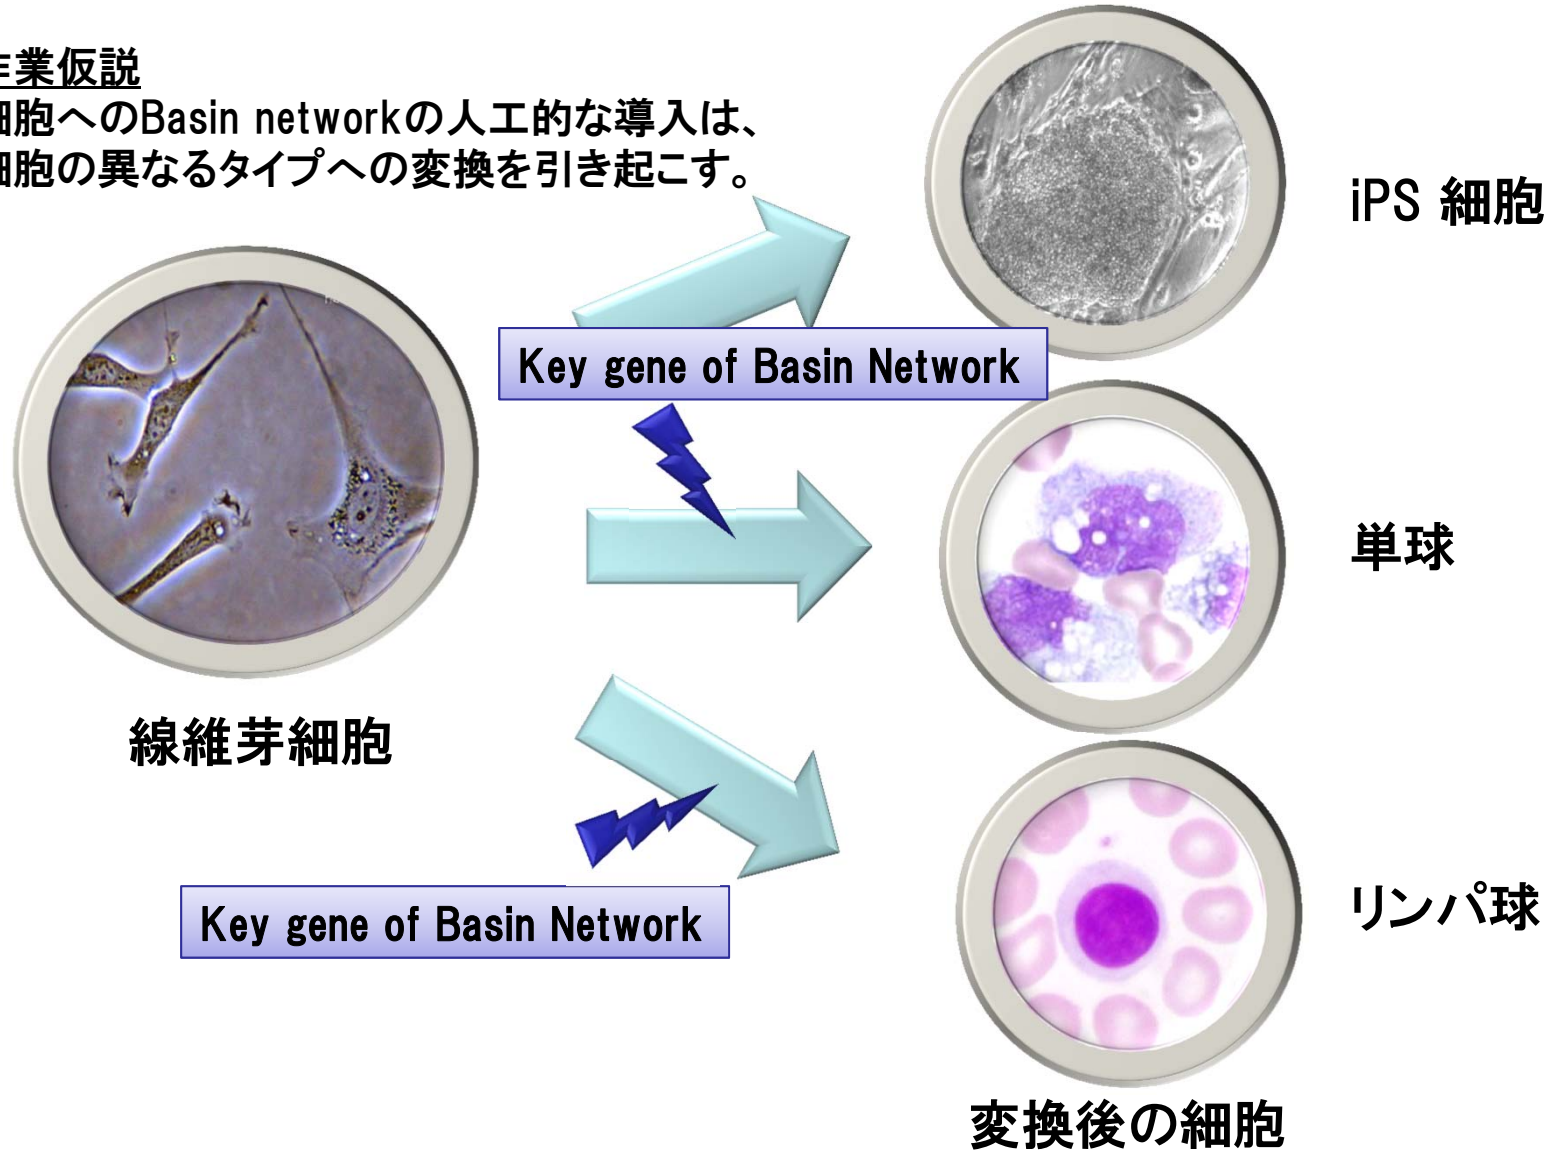 作業仮説
細胞へのBasin networkの人工的な導入は、
細胞の異なるタイプへの変換を引き起こす。
iPS 細胞
Key gene of Basin Network
単球
線維芽細胞
リンパ球
Key gene of Basin Network
変換後の細胞